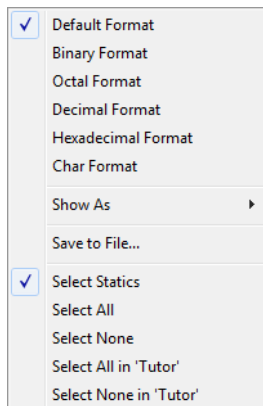 Default Format
Binary Format
Octal Format
Decimal Format
Hexadecimal Format
Char Format
Show As
Save to File...
Select Statics
Select All
Select None
Select All in 'Tutor'
Select None in 'Tutor'